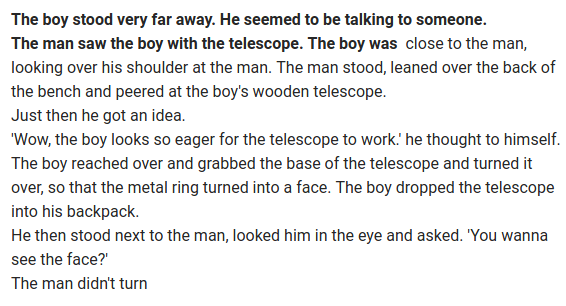 The boy stood very far away. He seemed to be talking to someone.
The man saw the boy with the telescope. The boy was close to the man,
looking over his shoulder at the man. The man stood, leaned over the back of
the bench and peered at the boy's wooden telescope.
Just then he got an idea.
'Wow, the boy looks so eager for the telescope to work.' he thought to himself.
The boy reached over and grabbed the base of the telescope and turned it
over, so that the metal ring turned into a face. The boy dropped the telescope
into his backpack.
He then stood next to the man, looked him in the eye and asked. 'You wanna
see the face?'
The man didn't turn